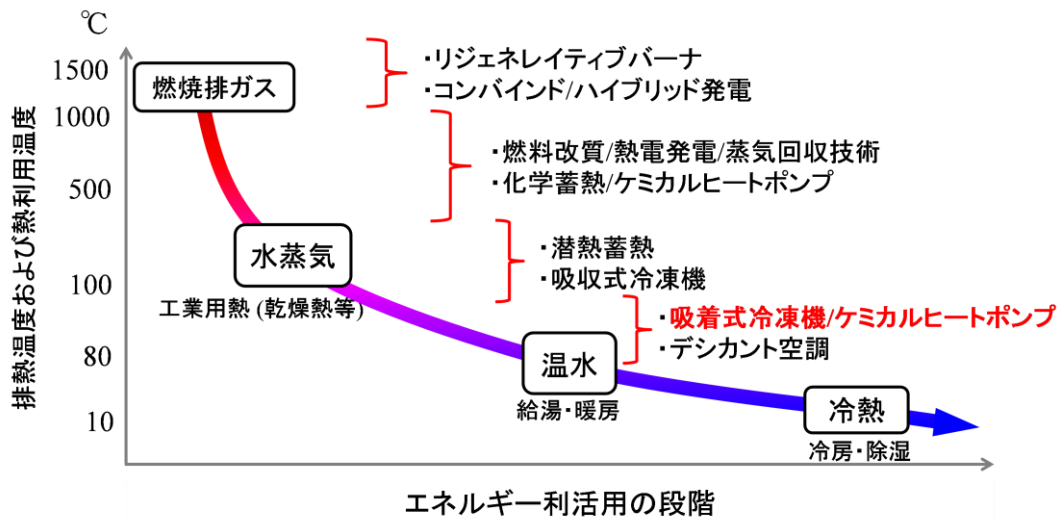 ℃
1500
1000
500
100
80
10
排熱温度および熱利用温度
燃焼排ガス
・リジェネレイティブバーナ
・コンバインド/ハイブリッド発電
・燃料改質/熱電発電/蒸気回収技術
・化学蓄熱/ケミカルヒートポンプ
水蒸気
工業用熱 (乾燥熱等)
・潜熱蓄熱
・吸収式冷凍機
・吸着式冷凍機/ケミカルヒートポンプ
・デシカント空調
温水
給湯・暖房
冷熱
冷房・除湿
エネルギー利活用の段階